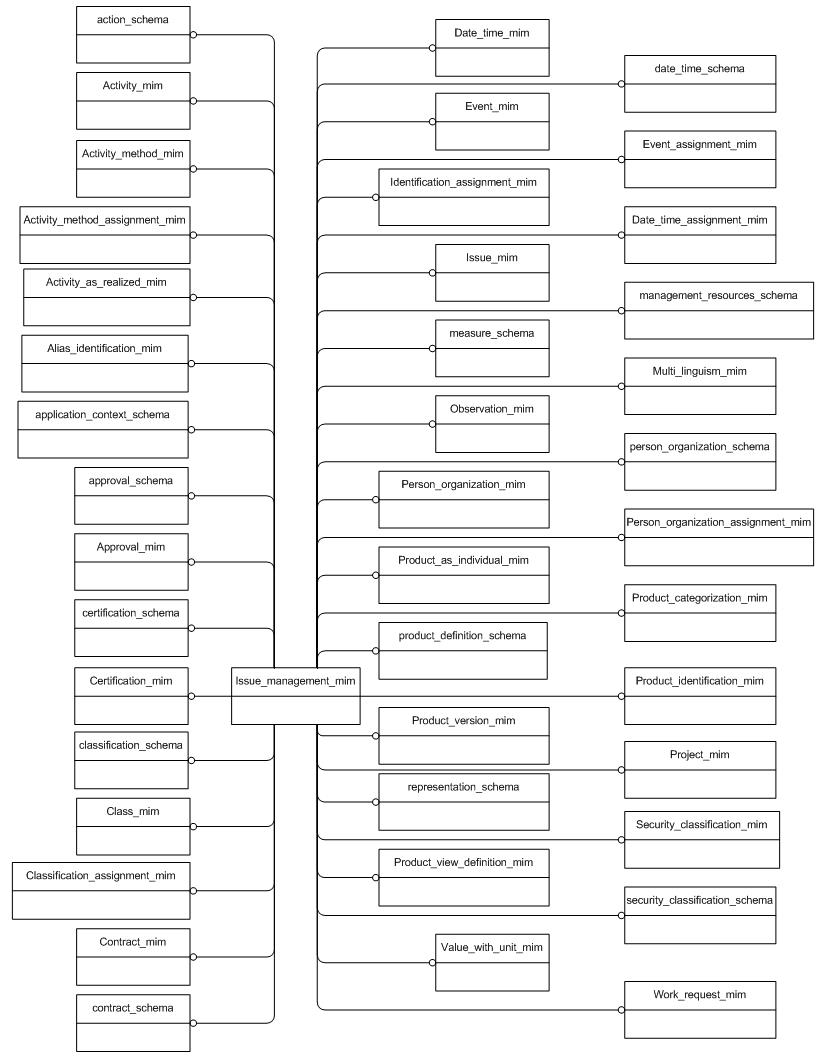 action_schema
Activity_mim
Activity_method_mim
Activity_method_assignment_mim
Activity_as_realized_mim
Alias_identification_mim
application_context_schema
approval_schema
Approval_mim
certification_schema
Certification_mim
classification_schema
Class_mim
Classification_assignment_mim
Contract_mim
contract_schema
Issue_management_mim
Date_time_mim
date_time_schema
Event_mim
Event_assignment_mim
Identification_assignment_mim
Date_time_assignment_mim
Issue_mim
management_resources_schema
measure_schema
Multi_linguism_mim
Observation_mim
person_organization_schema
Person_organization_mim
Person_organization_assignment_mim
Product_as_individual_mim
Product_categorization_mim
product_definition_schema
Product_identification_mim
Product_version_mim
Project_mim
representation_schema
Security_classification_mim
Product_view_definition_mim
security_classification_schema
Value_with_unit_mim
Work_request_mim